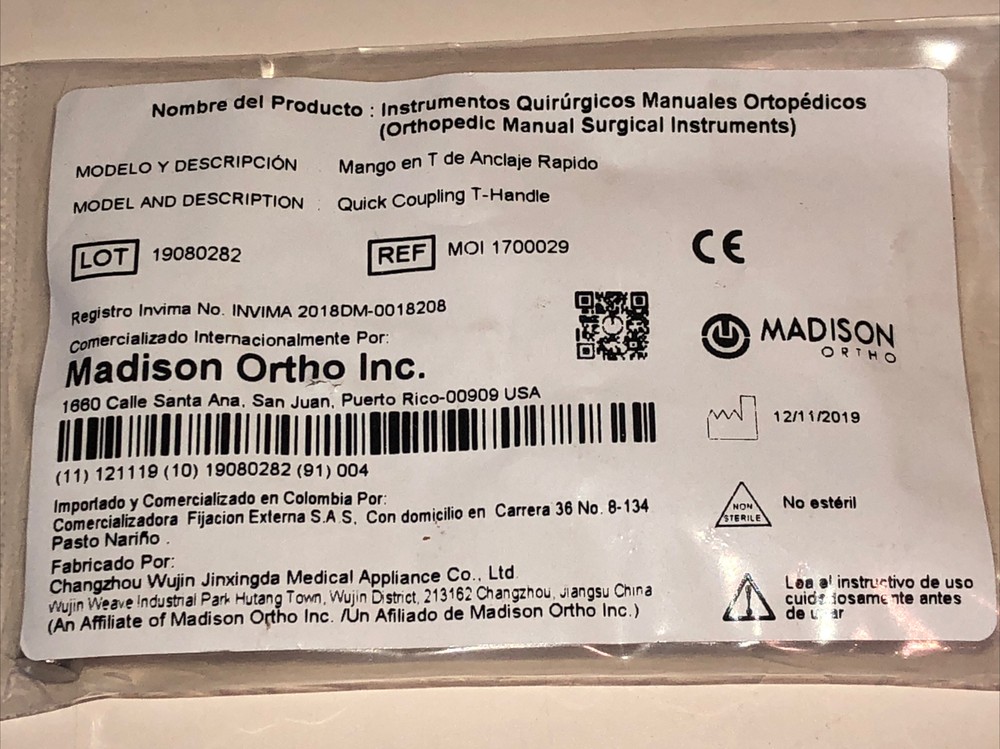 Nombre del Producto : Instrumentos Quirúrgicos Manuales Ortopédicos
(Orthopedic Manual Surgical Instruments)
MODELO Y DESCRIPCIÓN Mango en T de Anclaje Rapido
MODEL AND DESCRIPTION : Quick Coupling T-Handle
LOT 19080282 REF MOI 1700029 CE
Registro Invima No. INVIMA 2018DM-0018208
Comercializado Internacionalmente Por:
Madison Ortho Inc.
MADISON
ORTHO
1660 Calle Santa Ana, San Juan, Puerto Rico-00909 USA
12/11/2019
(11) 121119 (10) 19080282 (91) 004
Importado y Comercializado en Colombia Por:
Comercializadora Fijacion Externa S.A.S, Con domicilio en Carrera 36 No. 8-134
Pasto Nariño .
NON
STERILE
No estéril
Fabricado Por:
Changzhou Wujin Jinxingda Medical Appliance Co., Ltd.
Wujin Weave Industrial Park Hutang Town, Wujin District, 213162 Changzhou, Jiangsu China
(An Affiliate of Madison Ortho Inc. /Un Afiliado de Madison Ortho Inc.)
Lea el instructivo de uso
cuidadosamente antes
de usar